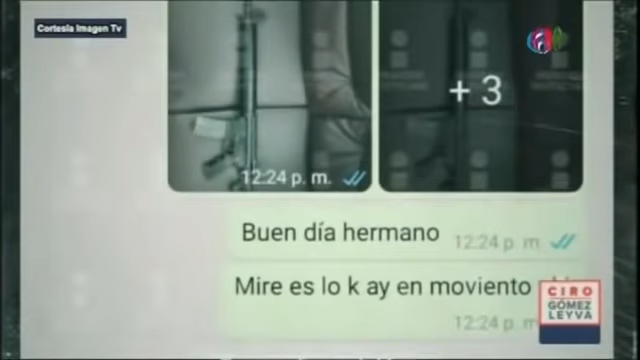 Cortesía Imagen Tv
+ 3
12:24 p. m.
Buen día hermano
12:24 p. m
Mire es lo k ay en moviento
12:24 p. m
CIRO
GÓMEZ
LEYVA